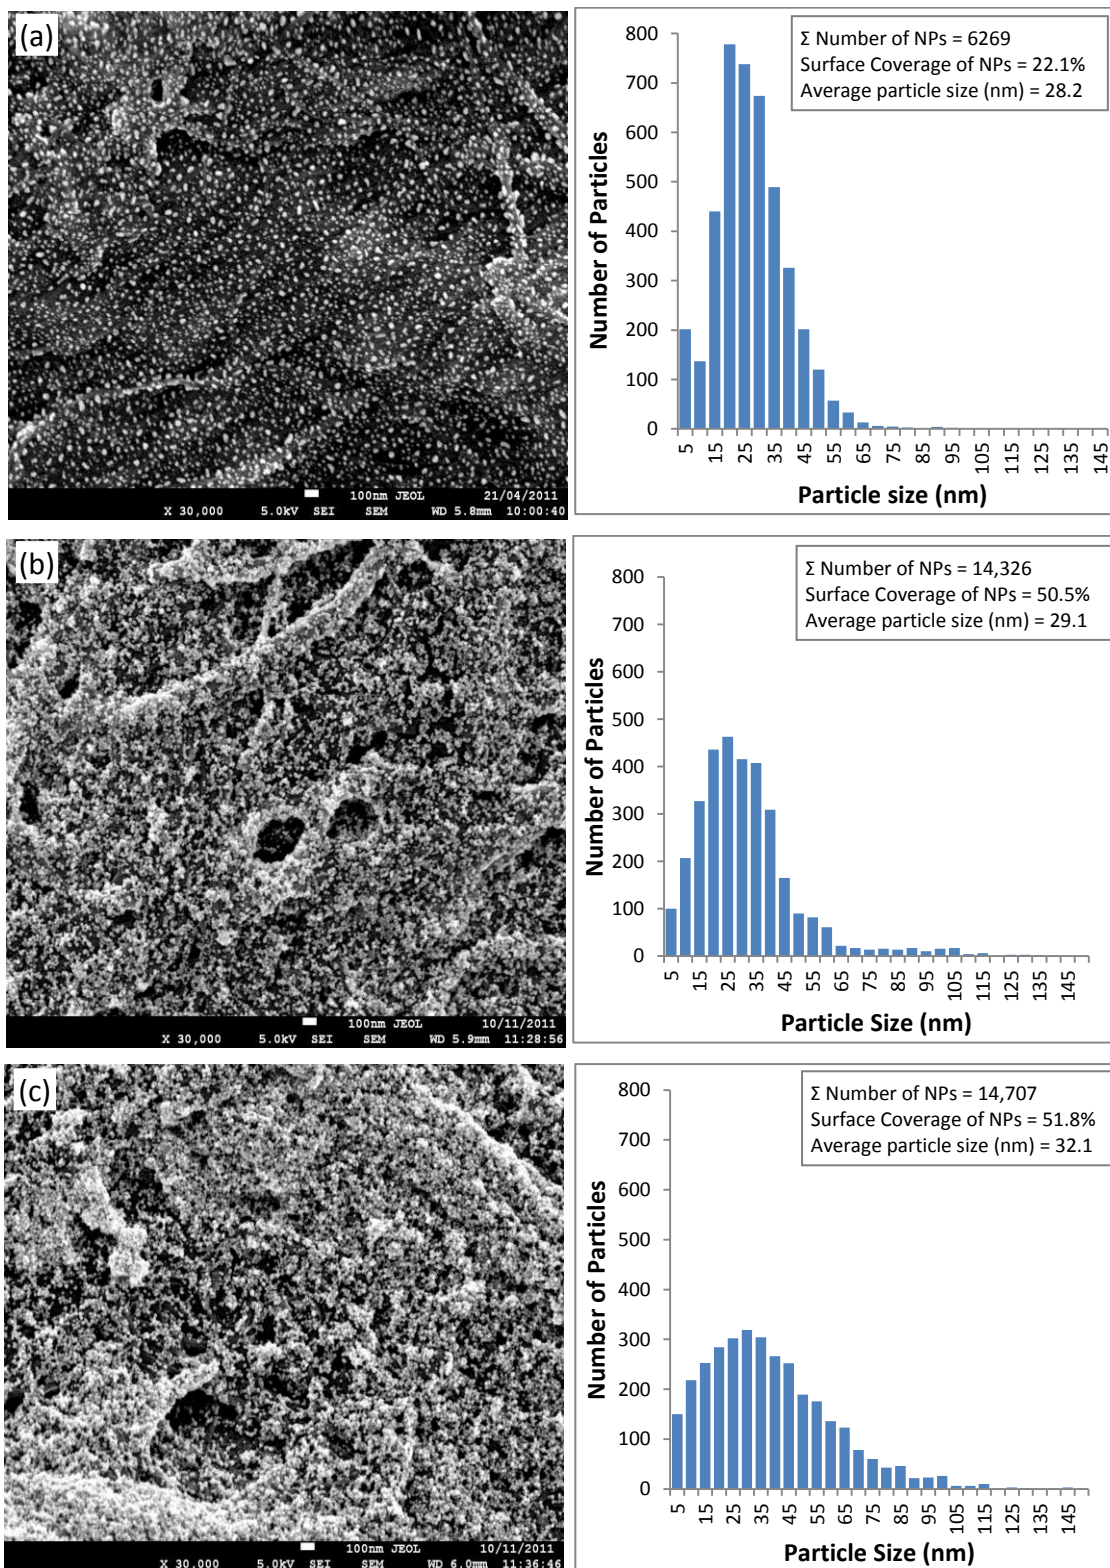 (a)
100nm JEOL 21/04/2011
X 30,000 5.0kV SEI SEM WD 5.8mm 10:00:40
Σ Number of NPs = 6269
Surface Coverage of NPs = 22.1%
Average particle size (nm) = 28.2
Number of Particles
800
700
600
500
400
300
200
100
0
5 15 25 35 45 55 65 75 85 95 105 115 125 135 145
Particle size (nm)
(b)
100nm JEOL 10/11/2011
X 30,000 5.0kV SEI SEM WD 5.9mm 11:28:56
Σ Number of NPs = 14,326
Surface Coverage of NPs = 50.5%
Average particle size (nm) = 29.1
Number of Particles
800
700
600
500
400
300
200
100
0
5 15 25 35 45 55 65 75 85 95 105 115 125 135 145
Particle Size (nm)
(c)
100nm JEOL 10/11/2011
X 30,000 5.0kV SEI SEM WD 6.0mm 11:36:46
Σ Number of NPs = 14,707
Surface Coverage of NPs = 51.8%
Average particle size (nm) = 32.1
Number of Particles
800
700
600
500
400
300
200
100
0
5 15 25 35 45 55 65 75 85 95 105 115 125 135 145
Particle Size (nm)